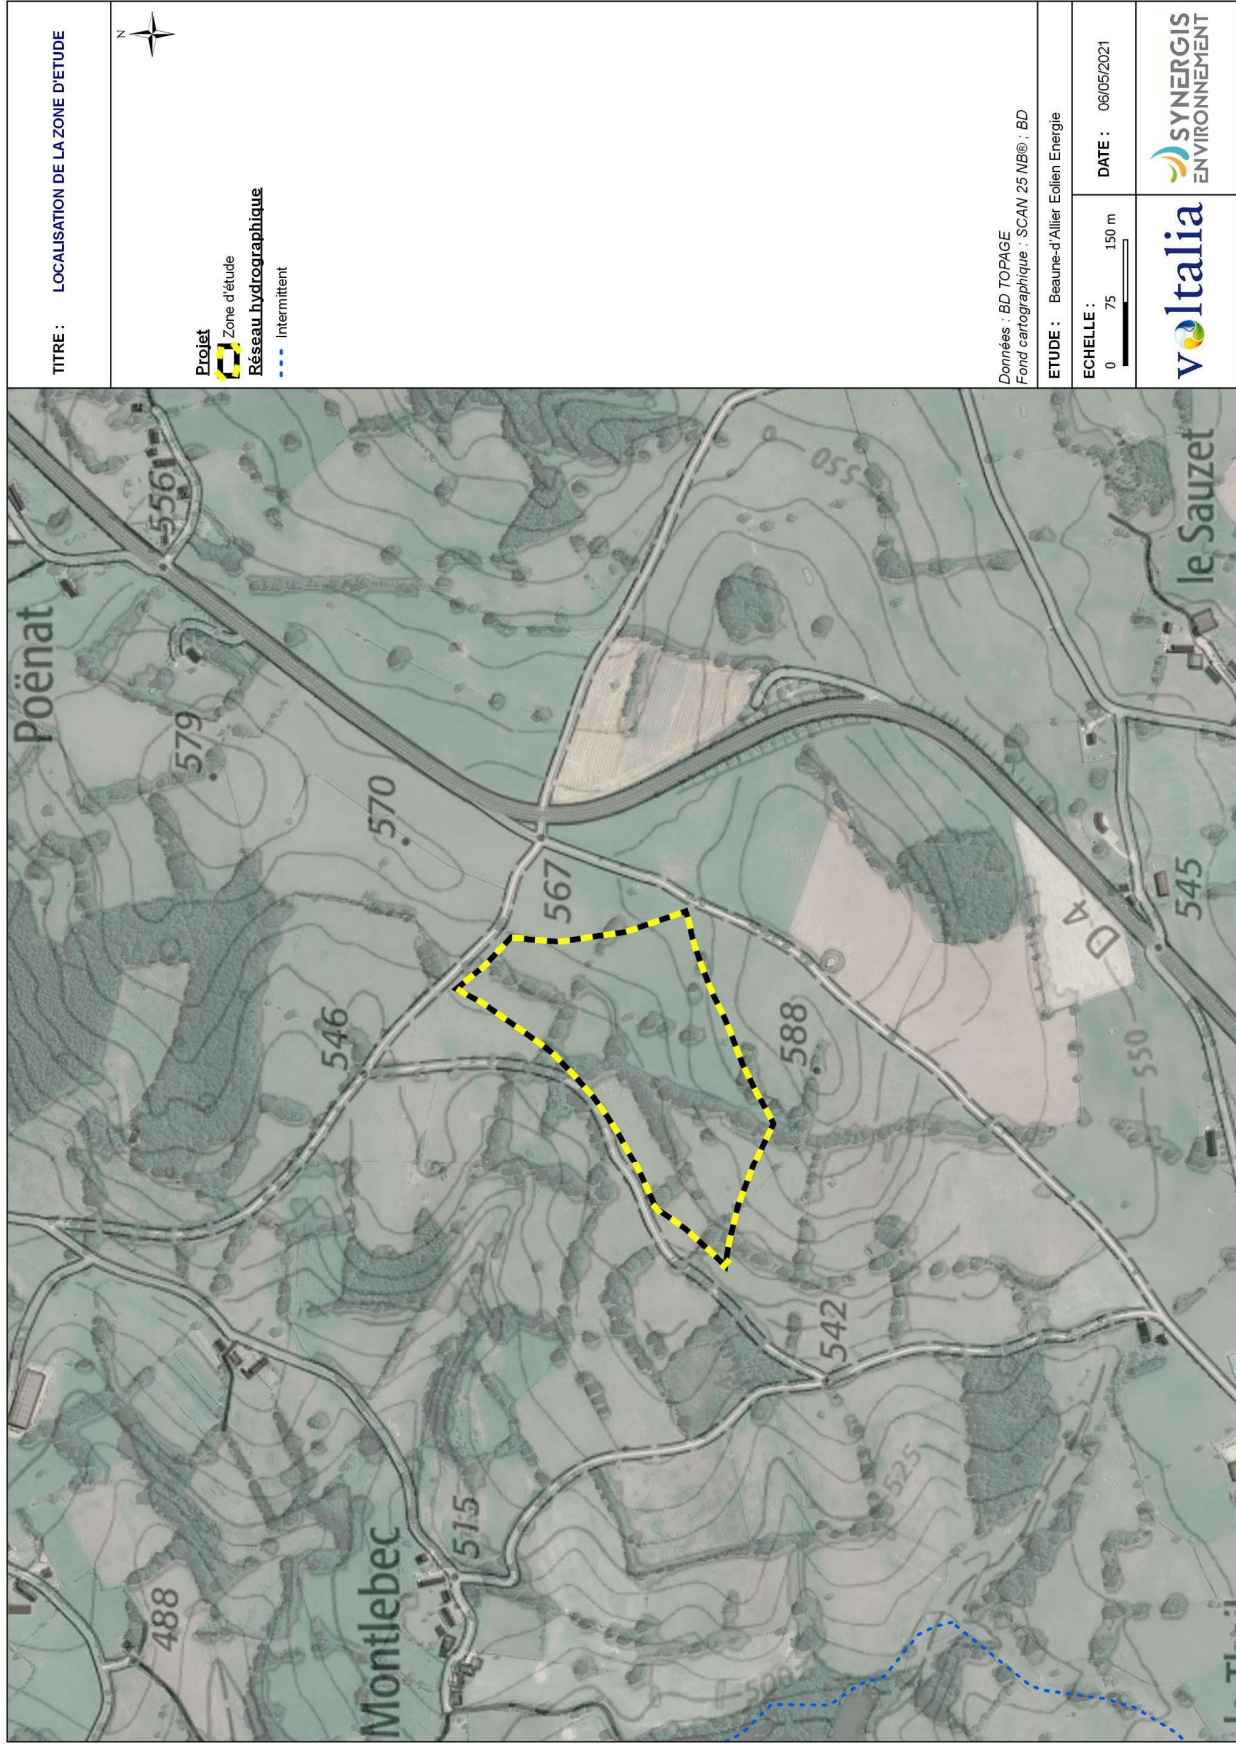 TITRE : LOCALISATION DE LA ZONE D'ETUDE
N
Projet
Zone d'étude
Réseau hydrographique
Intermittent
Données : BD TOPAGE
Fond cartographique : SCAN 25 NB® ; BD
ETUDE : Beaune-d'Allier Eolien Energie
ECHELLE :
0 75 150 m
DATE : 06/05/2021
voltalia
SYNERGIS
ENVIRONNEMENT
Poënat
556
579
570
567
546
588
D4
545
le Sauzet
550
550
542
525
515
Montlebec
488
500